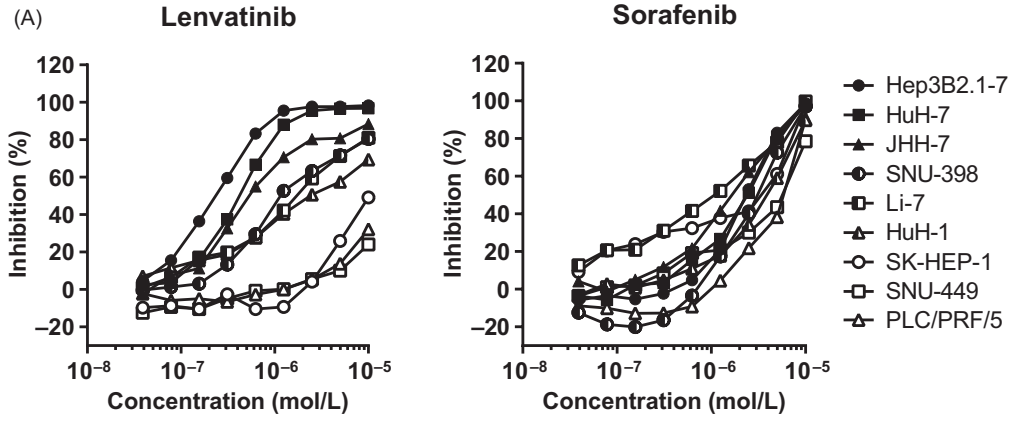 (A)
Lenvatinib
Sorafenib
Inhibition (%)
120
100
80
60
40
20
0
–20
10⁻⁸
10⁻⁷
10⁻⁶
10⁻⁵
Concentration (mol/L)
Inhibition (%)
120
100
80
60
40
20
0
–20
10⁻⁸
10⁻⁷
10⁻⁶
10⁻⁵
Concentration (mol/L)
Hep3B2.1-7
HuH-7
JHH-7
SNU-398
Li-7
HuH-1
SK-HEP-1
SNU-449
PLC/PRF/5